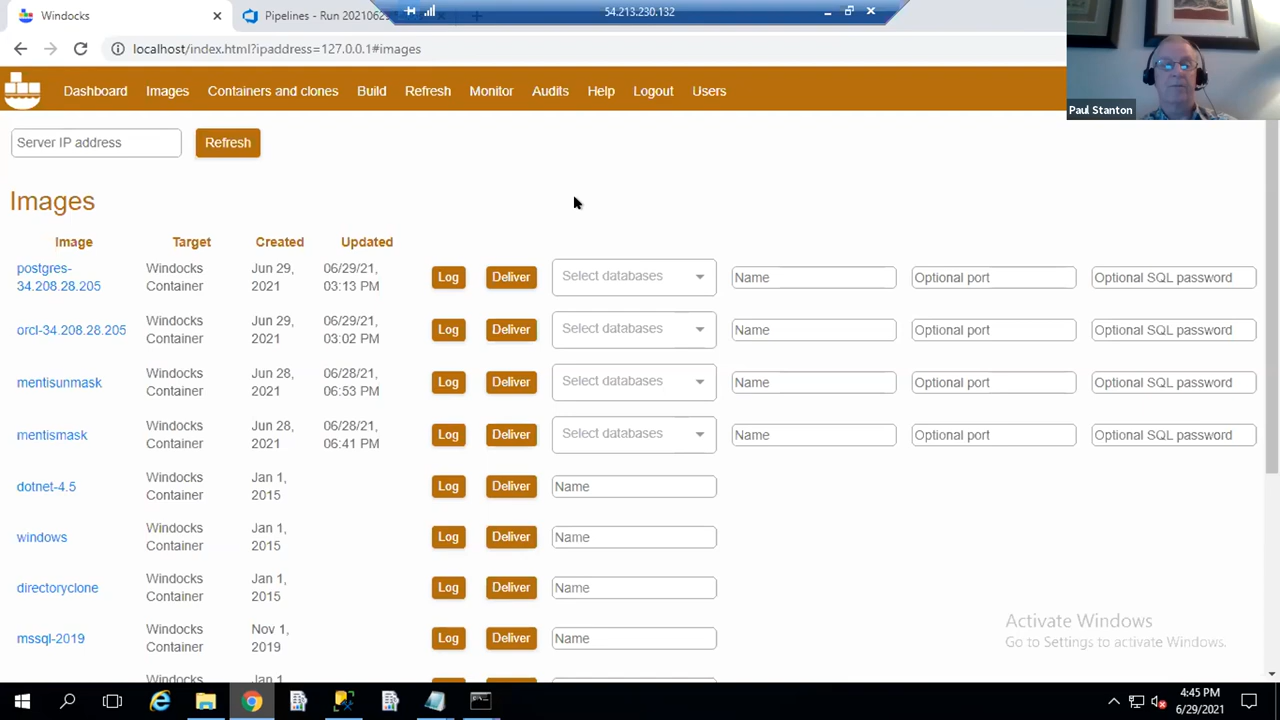 Windocks
Pipelines - Run 20210629
54.213.230.132
localhost/index.html?ipaddress=127.0.0.1#images
Dashboard Images Containers and clones Build Refresh Monitor Audits Help Logout Users
Paul Stanton
Server IP address Refresh
Images
Image Target Created Updated
postgres-34.208.28.205 Windocks Container Jun 29, 2021 06/29/21, 03:13 PM Log Deliver Select databases Name Optional port Optional SQL password
orcl-34.208.28.205 Windocks Container Jun 29, 2021 06/29/21, 03:02 PM Log Deliver Select databases Name Optional port Optional SQL password
mentisunmask Windocks Container Jun 28, 2021 06/28/21, 06:53 PM Log Deliver Select databases Name Optional port Optional SQL password
mentismask Windocks Container Jun 28, 2021 06/28/21, 06:41 PM Log Deliver Select databases Name Optional port Optional SQL password
dotnet-4.5 Windocks Container Jan 1, 2015 Log Deliver Name
windows Windocks Container Jan 1, 2015 Log Deliver Name
directoryclone Windocks Container Jan 1, 2015 Log Deliver Name
mssql-2019 Windocks Container Nov 1, 2019 Log Deliver Name
Activate Windows
Go to Settings to activate Windows.
4:45 PM
6/29/2021